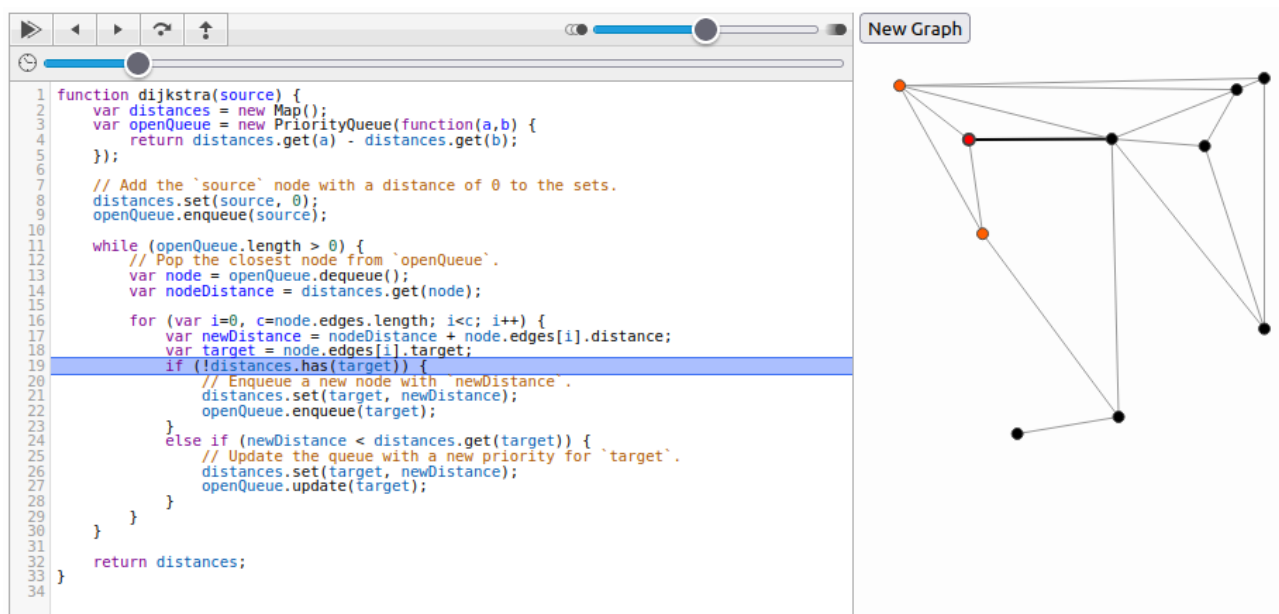 New Graph
1 function dijkstra(source) {
2     var distances = new Map();
3     var openQueue = new PriorityQueue(function(a,b) {
4         return distances.get(a) - distances.get(b);
5     });
6
7     // Add the `source` node with a distance of 0 to the sets.
8     distances.set(source, 0);
9     openQueue.enqueue(source);
10
11     while (openQueue.length > 0) {
12         // Pop the closest node from `openQueue`.
13         var node = openQueue.dequeue();
14         var nodeDistance = distances.get(node);
15
16         for (var i=0, c=node.edges.length; i<c; i++) {
17             var newDistance = nodeDistance + node.edges[i].distance;
18             var target = node.edges[i].target;
19             if (!distances.has(target)) {
20                 // Enqueue a new node with `newDistance`.
21                 distances.set(target, newDistance);
22                 openQueue.enqueue(target);
23             }
24             else if (newDistance < distances.get(target)) {
25                 // Update the queue with a new priority for `target`.
26                 distances.set(target, newDistance);
27                 openQueue.update(target);
28             }
29         }
30     }
31
32     return distances;
33 }
34